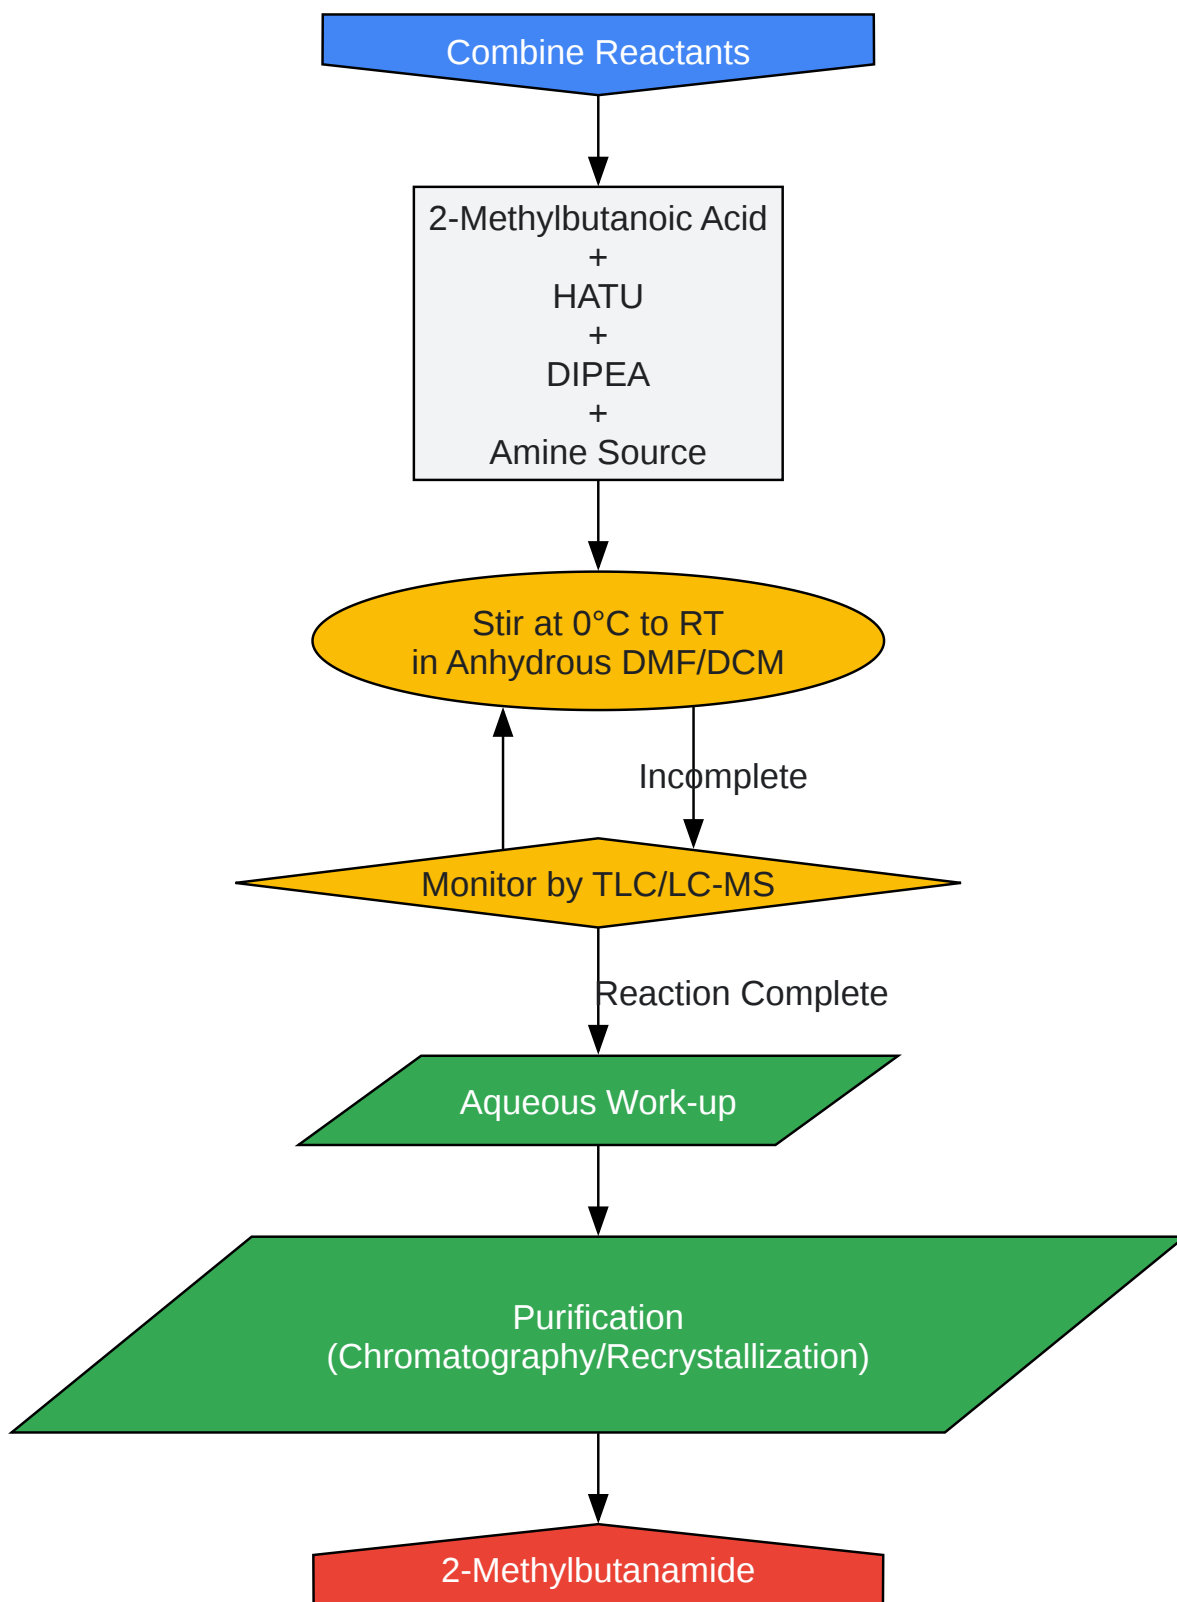 Combine Reactants
2-Methylbutanoic Acid
+
HATU
+
DIPEA
+
Amine Source
Stir at 0°C to RT
in Anhydrous DMF/DCM
Incomplete
Monitor by TLC/LC-MS
Reaction Complete
Aqueous Work-up
Purification
(Chromatography/Recrystallization)
2-Methylbutanamide